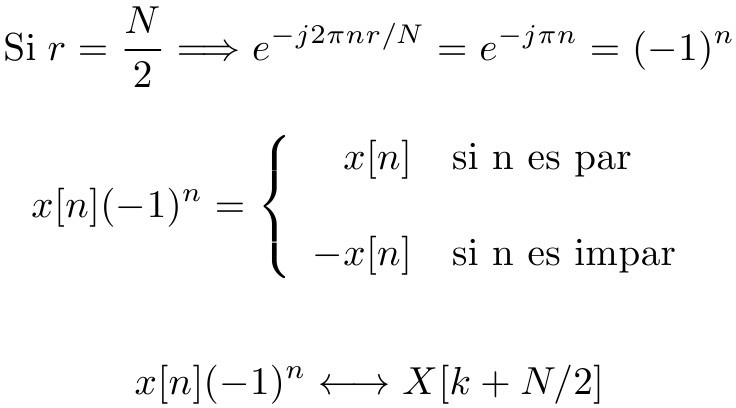 Si r = N/2 ⟹ e^{-j2πnr/N} = e^{-jπn} = (-1)^n
x[n](-1)^n = { x[n] si n es par
-x[n] si n es impar
x[n](-1)^n ⟷ X[k + N/2]